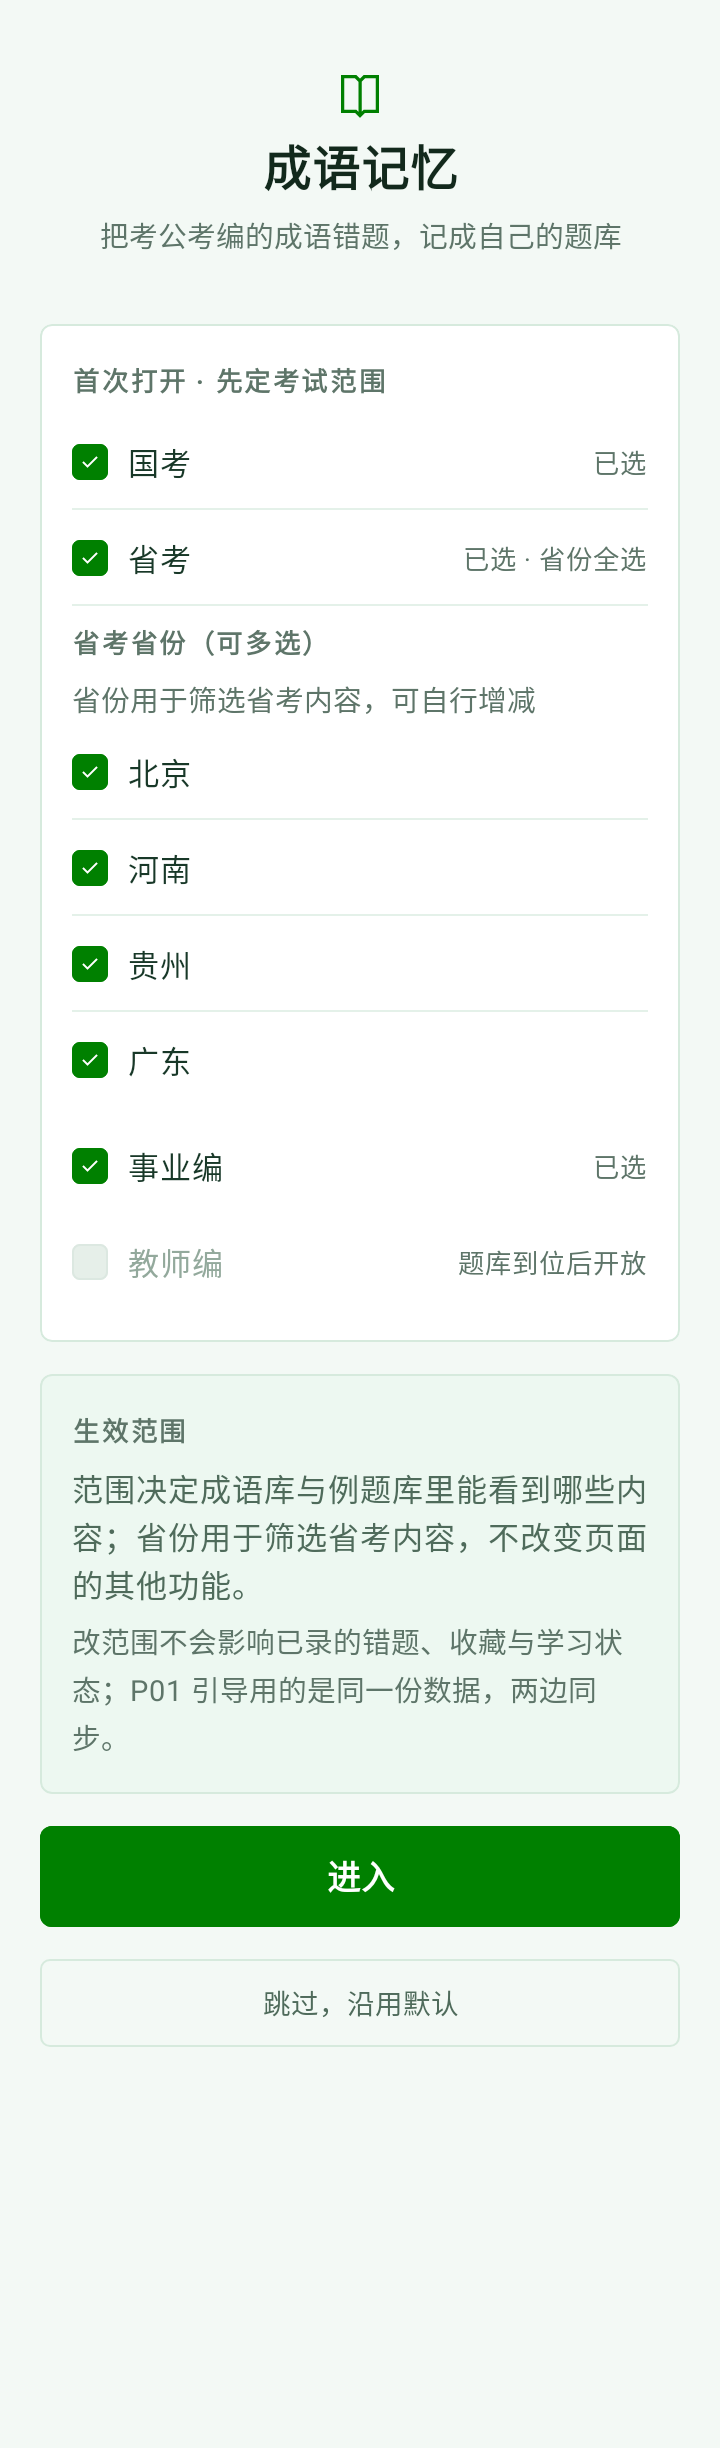 成语记忆
把考公考编的成语错题，记成自己的题库
首次打开 · 先定考试范围
国考 已选
省考 已选 · 省份全选
省考省份（可多选）
省份用于筛选省考内容，可自行增减
北京
河南
贵州
广东
事业编 已选
教师编 题库到位后开放
生效范围
范围决定成语库与例题库里能看到哪些内
容；省份用于筛选省考内容，不改变页面
的其他功能。
改范围不会影响已录的错题、收藏与学习状
态；P01 引导用的是同一份数据，两边同
步。
进入
跳过，沿用默认